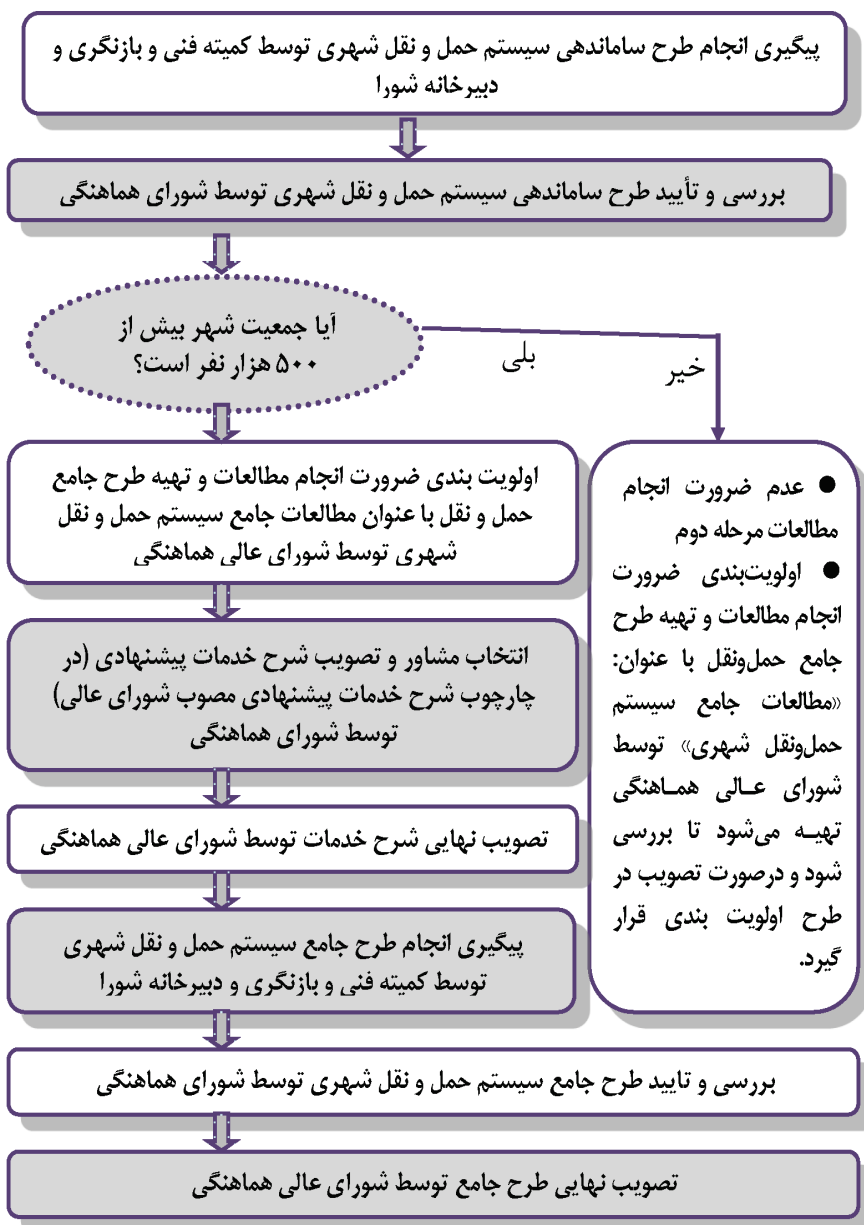 پیگیری انجام طرح ساماندهی سیستم حمل و نقل شهری توسط کمیته فنی و بازنگری و
دبیرخانه شورا
بررسی و تأیید طرح ساماندهی سیستم حمل و نقل شهری توسط شورای هماهنگی
آیا جمعیت شهر بیش از
۵۰۰ هزار نفر است؟
بلی
خیر
اولویت بندی ضرورت انجام مطالعات و تهیه طرح جامع
حمل و نقل با عنوان مطالعات جامع سیستم حمل و نقل
شهری توسط شورای عالی هماهنگی
● عدم ضرورت انجام
مطالعات مرحله دوم
● اولویت‌بندی ضرورت
انجام مطالعات و تهیه طرح
جامع حمل‌ونقل با عنوان:
«مطالعات جامع سیستم
حمل‌ونقل شهری» توسط
شورای عـالی همـاهنگی
تهیـه می‌شود تا بررسی
شود و درصورت تصویب در
طرح اولویت بندی قرار
گیرد.
انتخاب مشاور و تصویب شرح خدمات پیشنهادی (در
چارچوب شرح خدمات پیشنهادی مصوب شورای عالی)
توسط شورای هماهنگی
تصویب نهایی شرح خدمات توسط شورای عالی هماهنگی
پیگیری انجام طرح جامع سیستم حمل و نقل شهری
توسط کمیته فنی و بازنگری و دبیرخانه شورا
بررسی و تایید طرح جامع سیستم حمل و نقل شهری توسط شورای هماهنگی
تصویب نهایی طرح جامع توسط شورای عالی هماهنگی